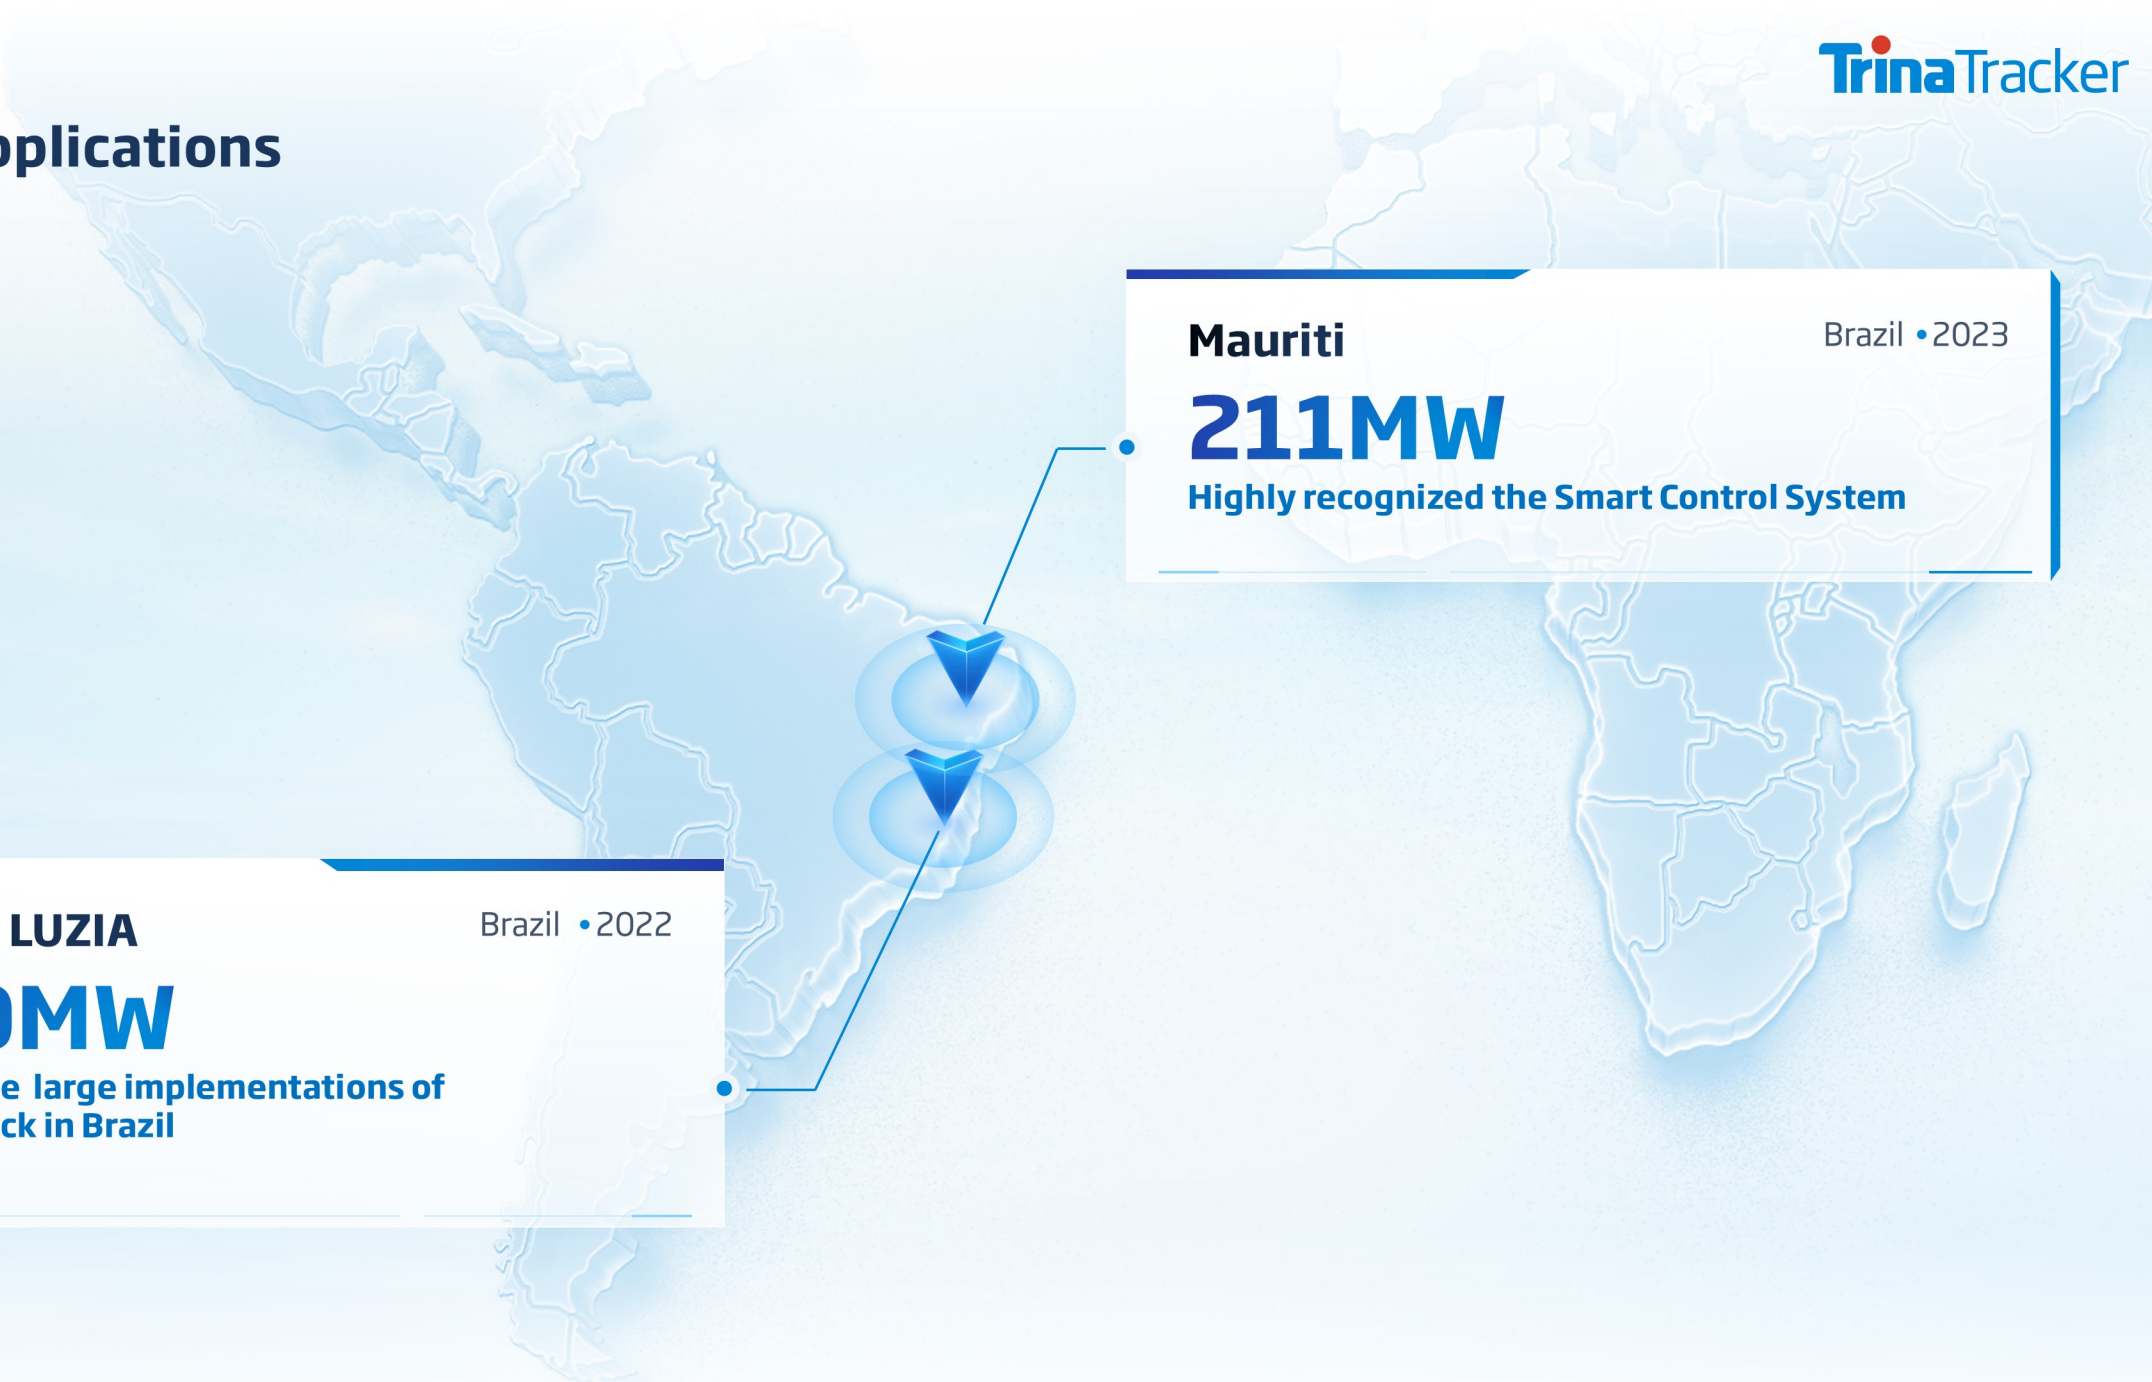 TrinaTracker
pplications
Mauriti
Brazil •2023
211MW
Highly recognized the Smart Control System
LUZIA
Brazil •2022
MW
e large implementations of
ck in Brazil